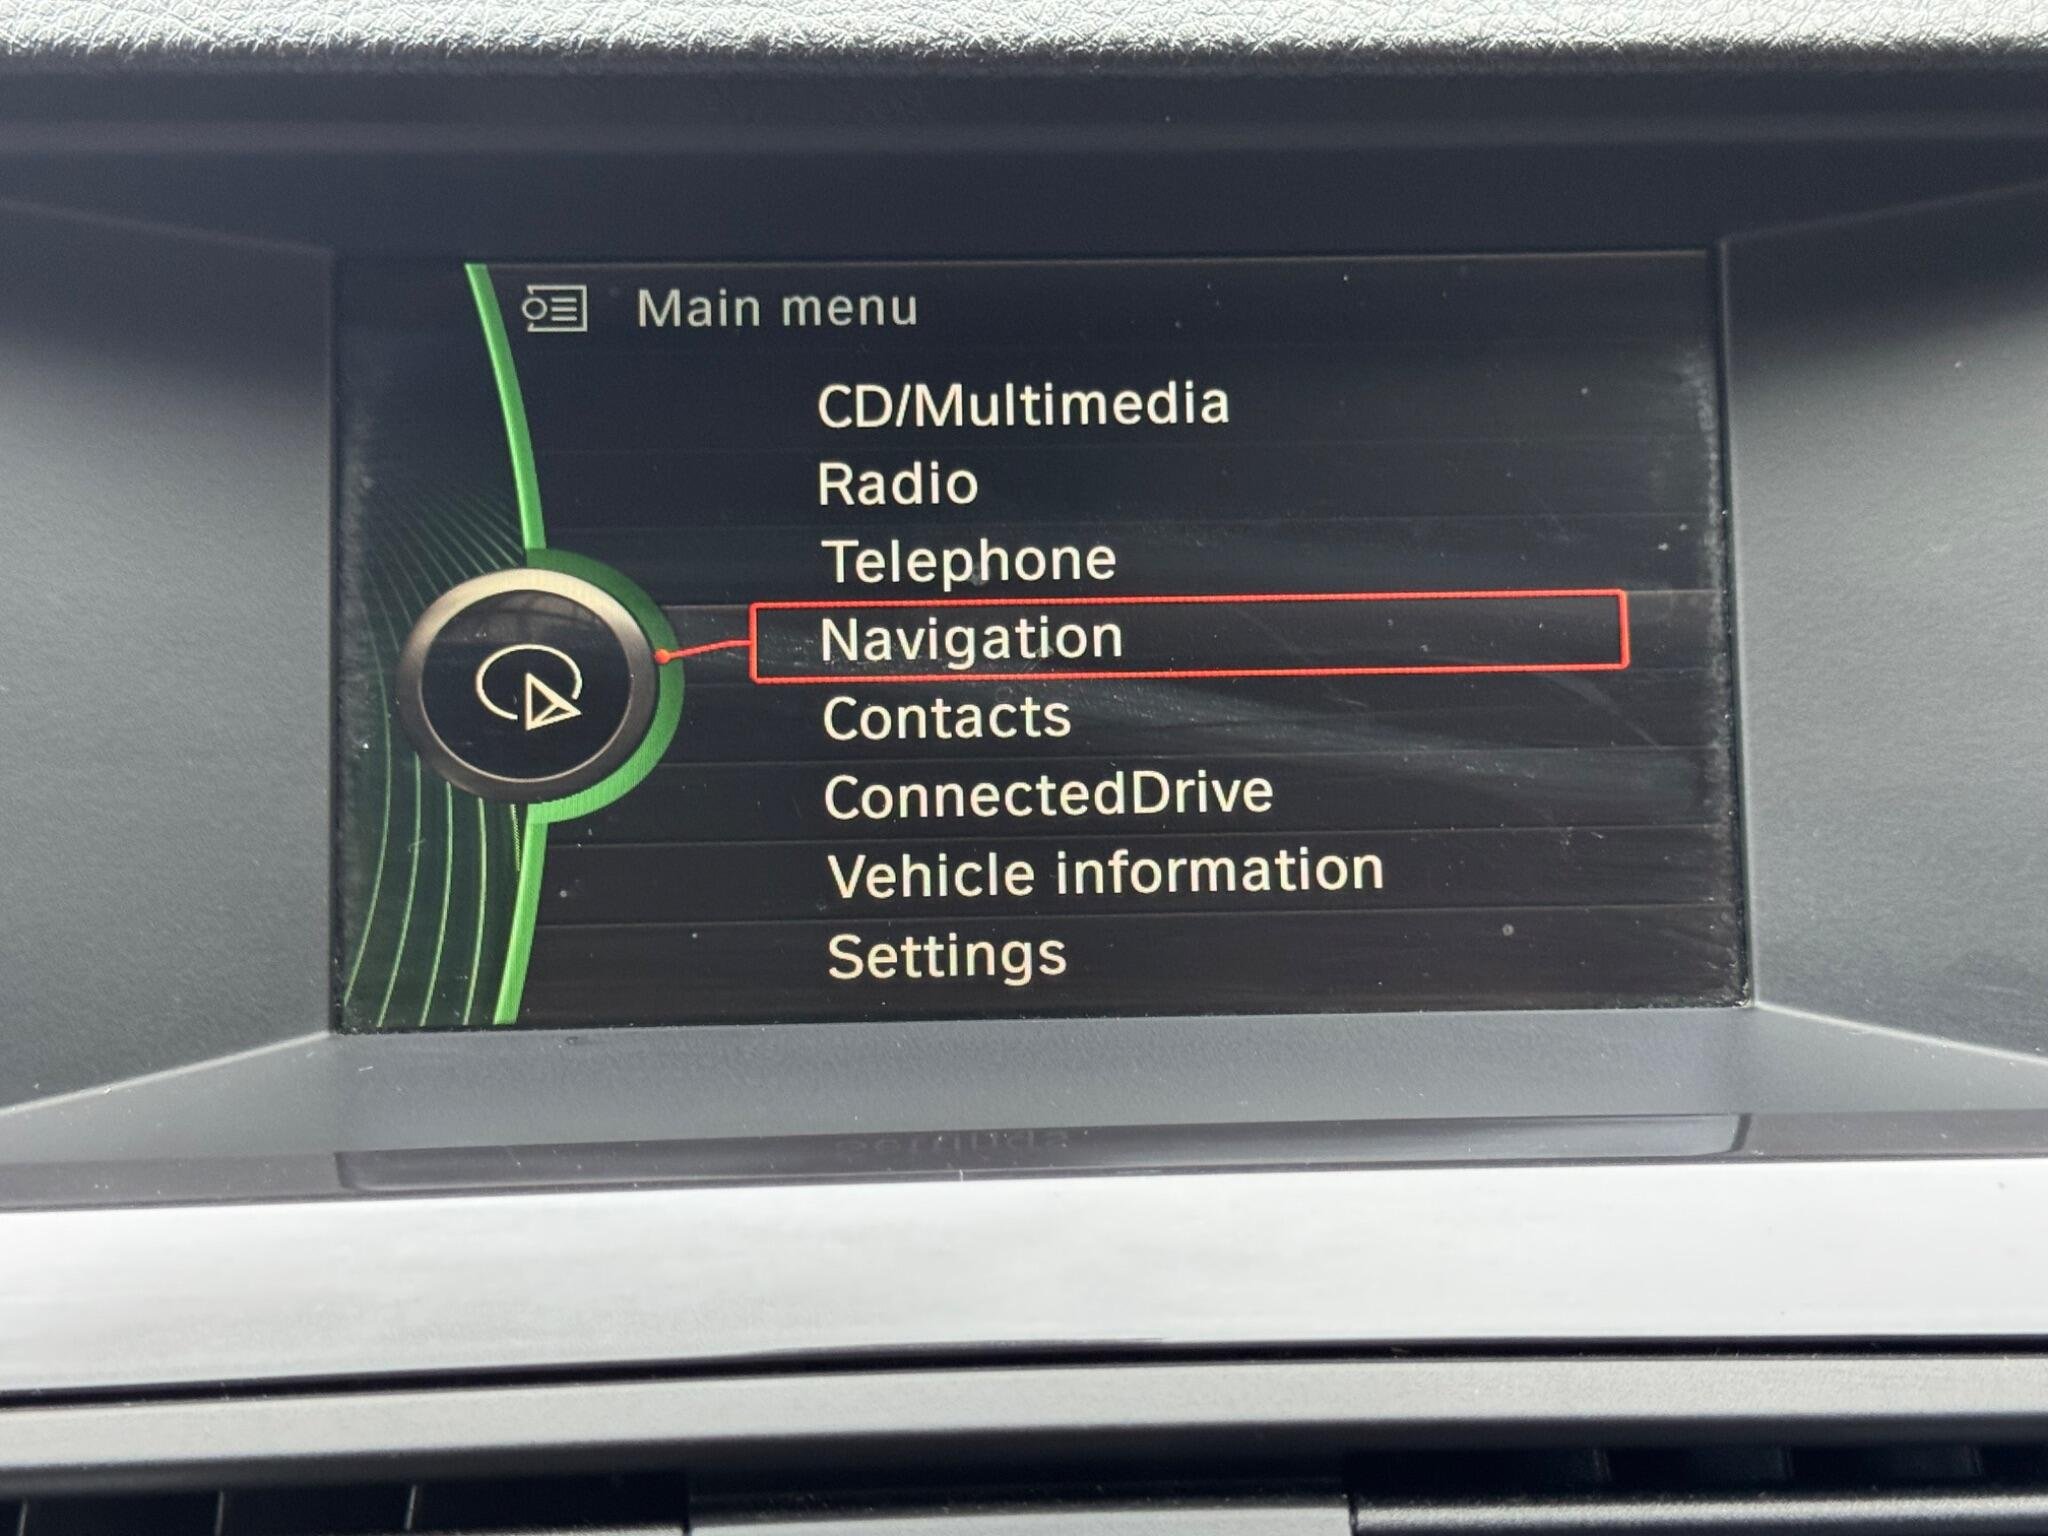 Main menu
CD/Multimedia
Radio
Telephone
Navigation
Contacts
ConnectedDrive
Vehicle information
Settings